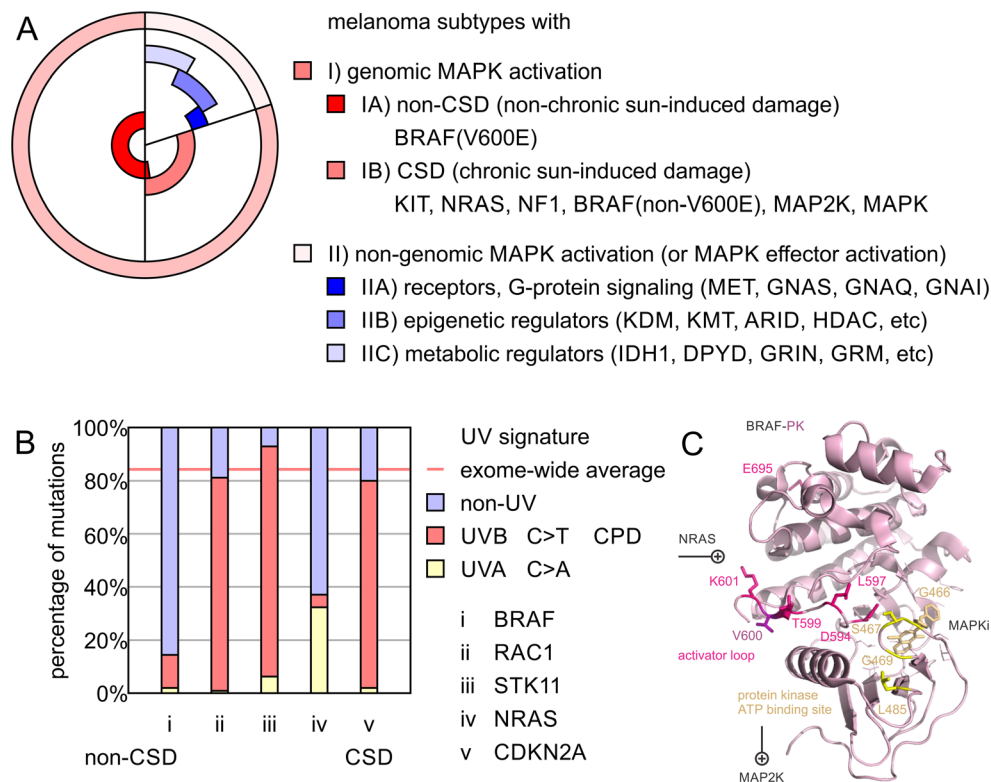 A
melanoma subtypes with
I) genomic MAPK activation
IA) non-CSD (non-chronic sun-induced damage)
BRAF(V600E)
IB) CSD (chronic sun-induced damage)
KIT, NRAS, NF1, BRAF(non-V600E), MAP2K, MAPK
II) non-genomic MAPK activation (or MAPK effector activation)
IIA) receptors, G-protein signaling (MET, GNAS, GNAQ, GNAI)
IIB) epigenetic regulators (KDM, KMT, ARID, HDAC, etc)
IIC) metabolic regulators (IDH1, DPYD, GRIN, GRM, etc)
B
percentage of mutations
100%
80%
60%
40%
20%
0%
i
ii
iii
iv
v
non-CSD
CSD
UV signature
exome-wide average
non-UV
UVB C>T CPD
UVA C>A
i BRAF
ii RAC1
iii STK11
iv NRAS
v CDKN2A
C
BRAF-PK
E695
NRAS
K601
L597
G466
V600
T599
S467
MAPKi
D594
activator loop
G469
L485
protein kinase
ATP binding site
MAP2K